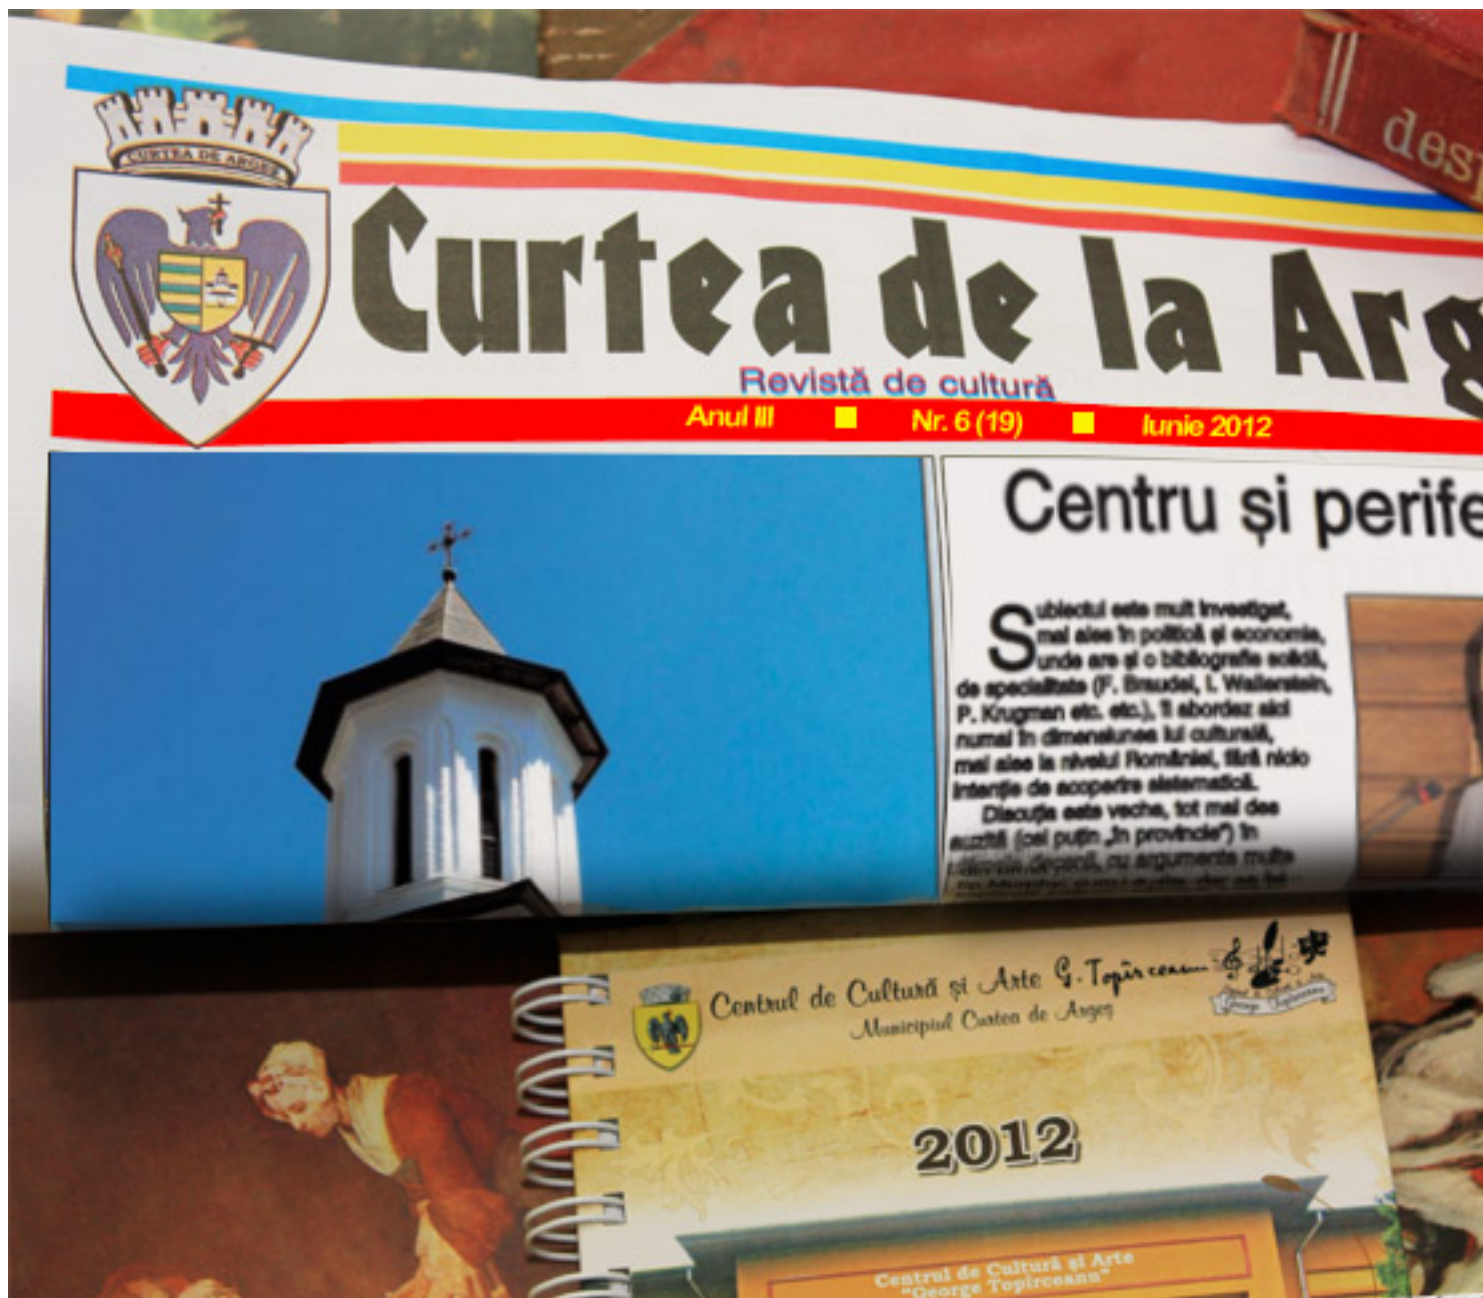 des
CURTEA DE ARGEȘ
Curtea de la Arg
Revistă de cultură
Anul III Nr. 6 (19) Iunie 2012
Centru și perife
Subiectul este mult investigat,
mai ales în politică și economie,
unde are și o bibliografie solidă,
de specialitate (F. Braudel, I. Wallerstein,
P. Krugman etc. etc.), îl abordez aici
numai în dimensiunea lui culturală,
mai ales la nivelul României, fără nicio
intenție de acoperire sistematică.
Discuția este veche, tot mai des
auzită (cel puțin „în provincie”) în
Centrul de Cultură și Arte G. Topîrceanu
Municipiul Curtea de Argeș
George Topîrceanu
2012
Centrul de Cultură și Arte
"George Topîrceanu"